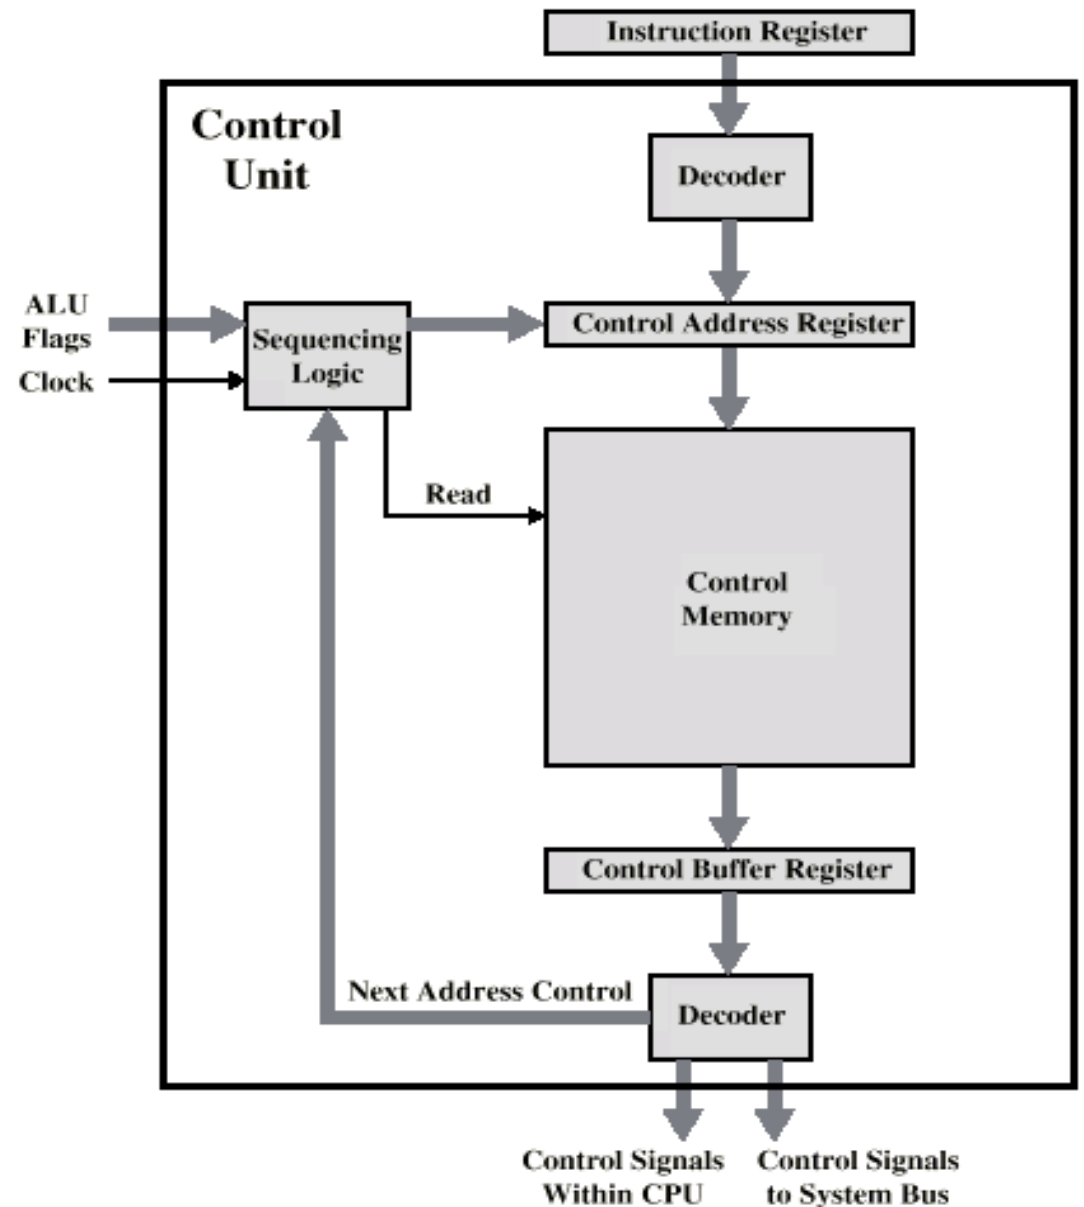 Instruction Register
Control
Unit
Decoder
ALU
Flags
Clock
Sequencing
Logic
Control Address Register
Read
Control
Memory
Control Buffer Register
Next Address Control
Decoder
Control Signals
Within CPU
Control Signals
to System Bus